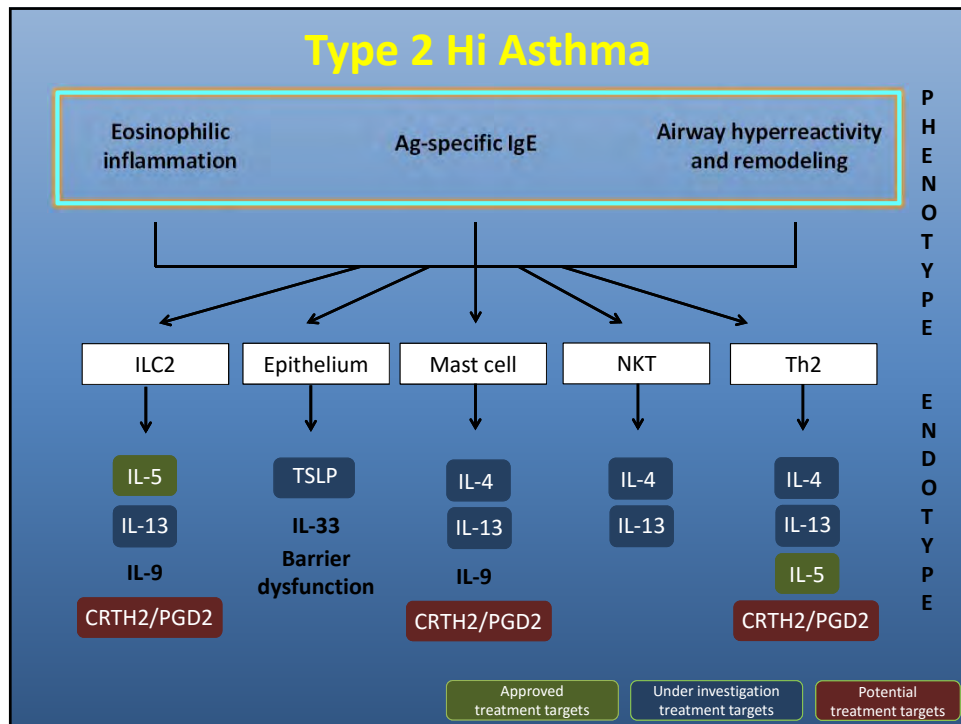 Type 2 Hi Asthma
Eosinophilic
inflammation
Ag-specific IgE
Airway hyperreactivity
and remodeling
P
H
E
N
O
T
Y
P
E
ILC2
Epithelium
Mast cell
NKT
Th2
E
N
D
O
T
Y
P
E
IL-5
IL-13
IL-9
CRTH2/PGD2
TSLP
IL-33
Barrier
dysfunction
IL-4
IL-13
IL-9
CRTH2/PGD2
IL-4
IL-13
IL-4
IL-13
IL-5
CRTH2/PGD2
Approved
treatment targets
Under investigation
treatment targets
Potential
treatment targets